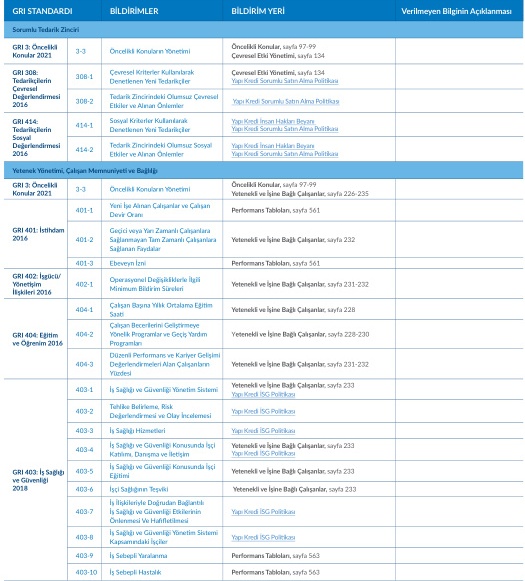 GRI STANDARDI BİLDİRİMLER BİLDİRİM YERİ Verilmeyen Bilginin Açıklaması
Sorumlu Tedarik Zinciri
GRI 3: Öncelikli Konular 2021
3-3 Öncelikli Konuların Yönetimi
Öncelikli Konular, sayfa 97-99
Çevresel Etki Yönetimi, sayfa 134
GRI 308:
Tedarikçilerin
Çevresel
Değerlendirmesi
2016
308-1
Çevresel Kriterler Kullanılarak
Denetlenen Yeni Tedarikçiler
Çevresel Etki Yönetimi, sayfa 134
Yapı Kredi Sorumlu Satın Alma Politikası
308-2
Tedarik Zincirindeki Olumsuz Çevresel
Etkiler ve Alınan Önlemler
Yapı Kredi Sorumlu Satın Alma Politikası
GRI 414:
Tedarikçilerin
Sosyal
Değerlendirmesi
2016
414-1
Sosyal Kriterler Kullanılarak
Denetlenen Yeni Tedarikçiler
Yapı Kredi İnsan Hakları Beyanı
Yapı Kredi Sorumlu Satın Alma Politikası
414-2
Tedarik Zincirindeki Olumsuz Sosyal
Etkiler ve Alınan Önlemler
Yapı Kredi İnsan Hakları Beyanı
Yapı Kredi Sorumlu Satın Alma Politikası
Yetenek Yönetimi, Çalışan Memnuniyeti ve Bağlılığı
GRI 3: Öncelikli
Konular 2021
3-3 Öncelikli Konuların Yönetimi
Öncelikli Konular, sayfa 97-99
Yetenekli ve İşine Bağlı Çalışanlar, sayfa 226-235
GRI 401: İstihdam
2016
401-1
Yeni İşe Alınan Çalışanlar ve Çalışan
Devir Oranı
Performans Tabloları, sayfa 561
401-2
Geçici veya Yarı Zamanlı Çalışanlara
Sağlanmayan Tam Zamanlı Çalışanlara
Sağlanan Faydalar
Yetenekli ve İşine Bağlı Çalışanlar, sayfa 232
401-3 Ebeveyn İzni Performans Tabloları, sayfa 561
GRI 402: İşgücü/
Yönetişim
İlişkileri 2016
402-1
Operasyonel Değişikliklerle İlgili
Minimum Bildirim Süreleri
Yetenekli ve İşine Bağlı Çalışanlar, sayfa 231-232
GRI 404: Eğitim
ve Öğrenim 2016
404-1
Çalışan Başına Yıllık Ortalama Eğitim
Saati
Yetenekli ve İşine Bağlı Çalışanlar, sayfa 228
404-2
Çalışan Becerilerini Geliştirmeye
Yönelik Programlar ve Geçiş Yardım
Programları
Yetenekli ve İşine Bağlı Çalışanlar, sayfa 228-230
404-3
Düzenli Performans ve Kariyer Gelişimi
Değerlendirmeleri Alan Çalışanların
Yüzdesi
Yetenekli ve İşine Bağlı Çalışanlar, sayfa 231-232
GRI 403: İş Sağlığı
ve Güvenliği
2018
403-1 İş Sağlığı ve Güvenliği Yönetim Sistemi
Yetenekli ve İşine Bağlı Çalışanlar, sayfa 233
Yapı Kredi İSG Politikası
403-2
Tehlike Belirleme, Risk
Değerlendirmesi ve Olay İncelemesi
Yapı Kredi İSG Politikası
403-3 İş Sağlığı Hizmetleri Yapı Kredi İSG Politikası
403-4
İş Sağlığı ve Güvenliği Konusunda İşçi
Katılımı, Danışma ve İletişim
Yetenekli ve İşine Bağlı Çalışanlar, sayfa 233
Yapı Kredi İSG Politikası
403-5
İş Sağlığı ve Güvenliği Konusunda İşçi
Eğitimi
Yetenekli ve İşine Bağlı Çalışanlar, sayfa 233
403-6 İşçi Sağlığının Teşviki Yetenekli ve İşine Bağlı Çalışanlar, sayfa 233
403-7
İş İlişkileriyle Doğrudan Bağlantılı
İş Sağlığı ve Güvenliği Etkilerinin
Önlenmesi Ve Hafifletilmesi
Yapı Kredi İSG Politikası
403-8
İş Sağlığı ve Güvenliği Yönetim Sistemi
Kapsamındaki İşçiler
Yapı Kredi İSG Politikası
403-9 İş Sebepli Yaralanma Performans Tabloları, sayfa 563
403-10 İş Sebepli Hastalık Performans Tabloları, sayfa 563